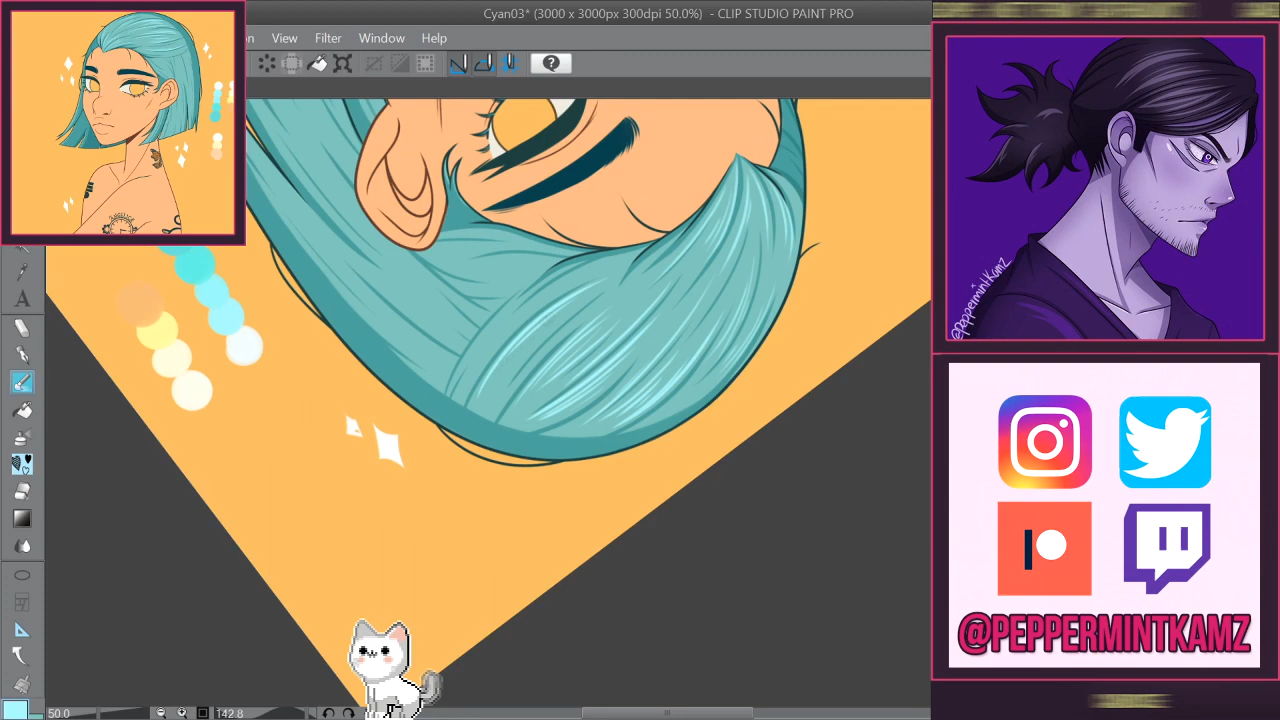 Cyan03* (3000 x 3000px 300dpi 50.0%) - CLIP STUDIO PAINT PRO
View Filter Window Help
A
@PeppermintKamz
@PEPPERMINTKAMZ
50.0
142.8